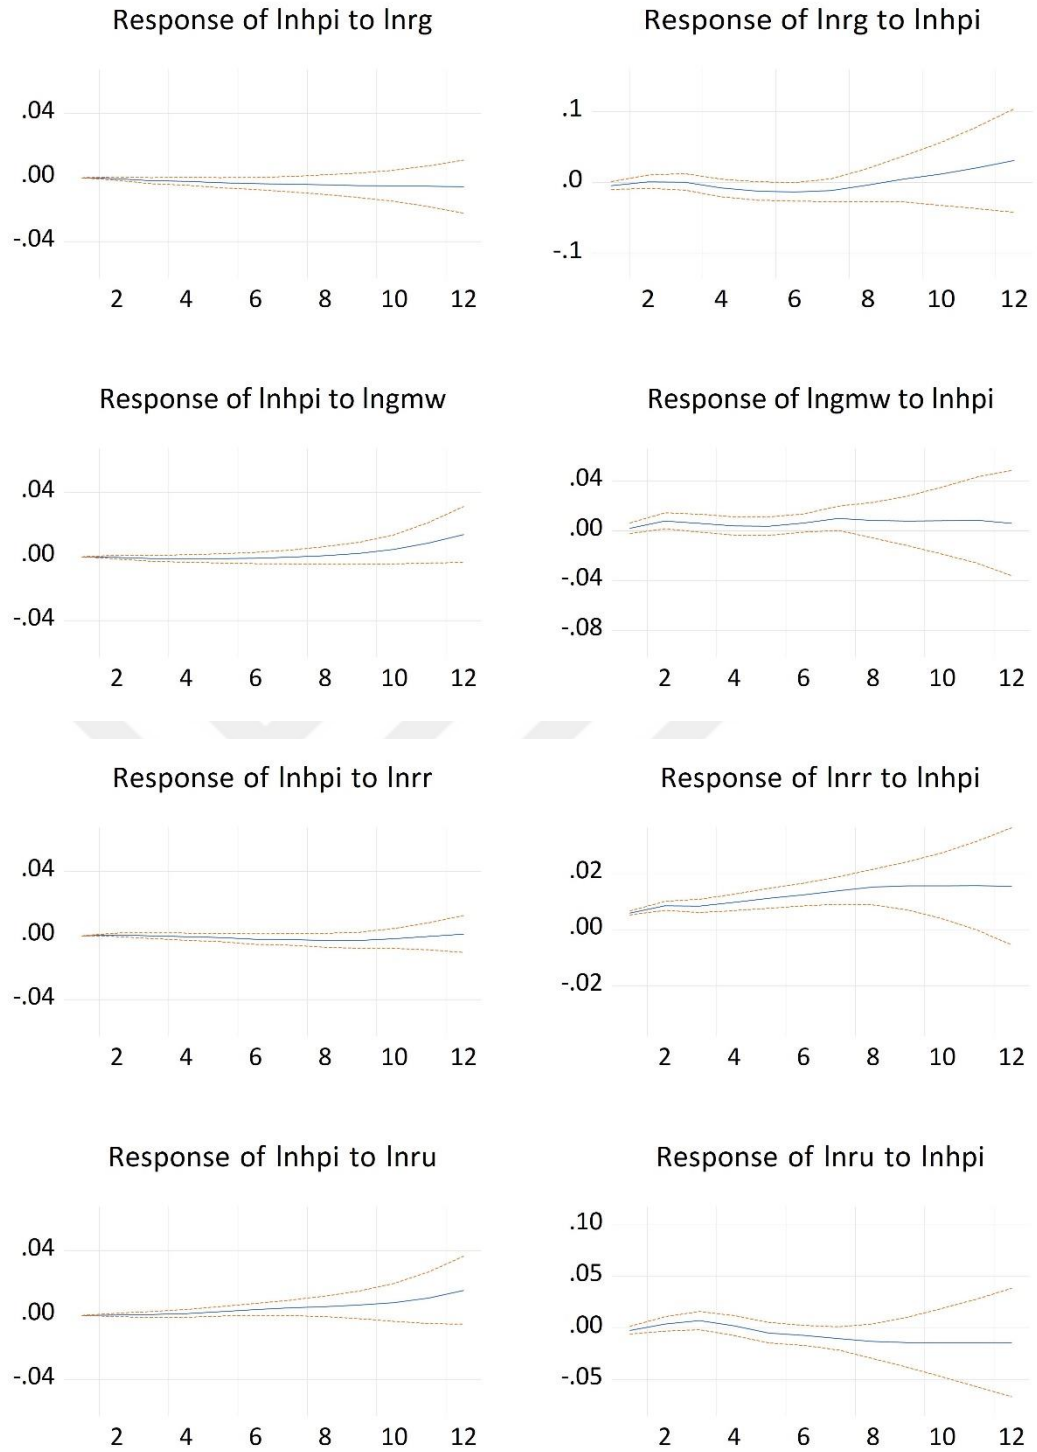 Response of lnhpi to lnrg
.04
.00
-.04
2 4 6 8 10 12
Response of lnrg to lnhpi
.1
.0
-.1
2 4 6 8 10 12
Response of lnhpi to lngmw
.04
.00
-.04
2 4 6 8 10 12
Response of lngmw to lnhpi
.04
.00
-.04
-.08
2 4 6 8 10 12
Response of lnhpi to lnrr
.04
.00
-.04
2 4 6 8 10 12
Response of lnrr to lnhpi
.02
.00
-.02
2 4 6 8 10 12
Response of lnhpi to lnru
.04
.00
-.04
2 4 6 8 10 12
Response of lnru to lnhpi
.10
.05
.00
-.05
2 4 6 8 10 12